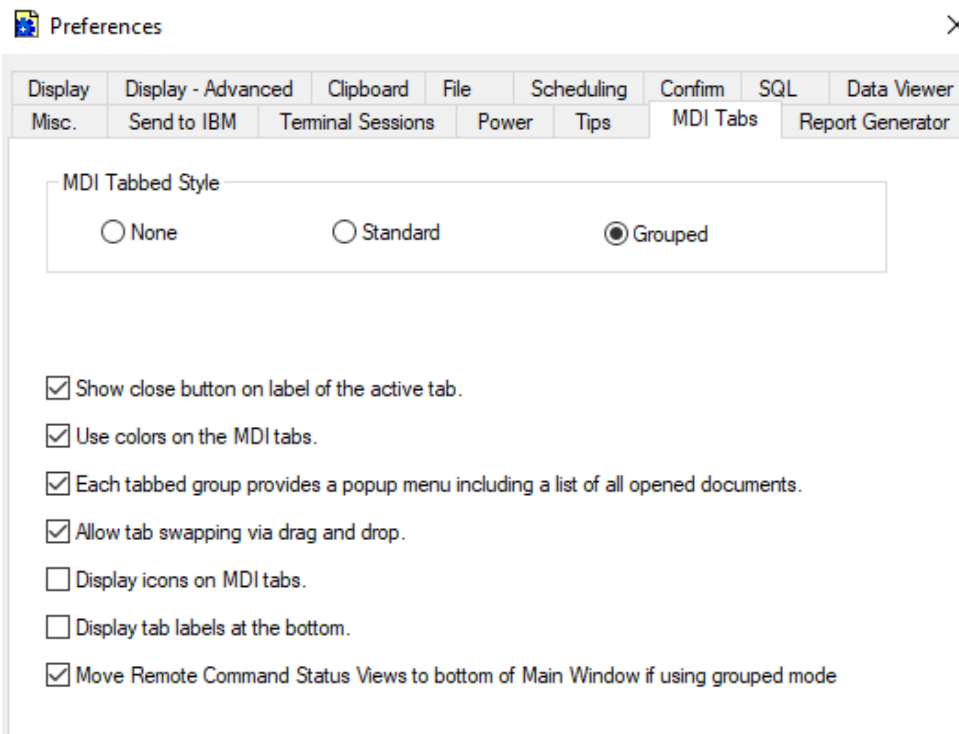 Preferences
Display Display - Advanced Clipboard File Scheduling Confirm SQL Data Viewer
Misc. Send to IBM Terminal Sessions Power Tips MDI Tabs Report Generator
MDI Tabbed Style
None Standard Grouped
Show close button on label of the active tab.
Use colors on the MDI tabs.
Each tabbed group provides a popup menu including a list of all opened documents.
Allow tab swapping via drag and drop.
Display icons on MDI tabs.
Display tab labels at the bottom.
Move Remote Command Status Views to bottom of Main Window if using grouped mode